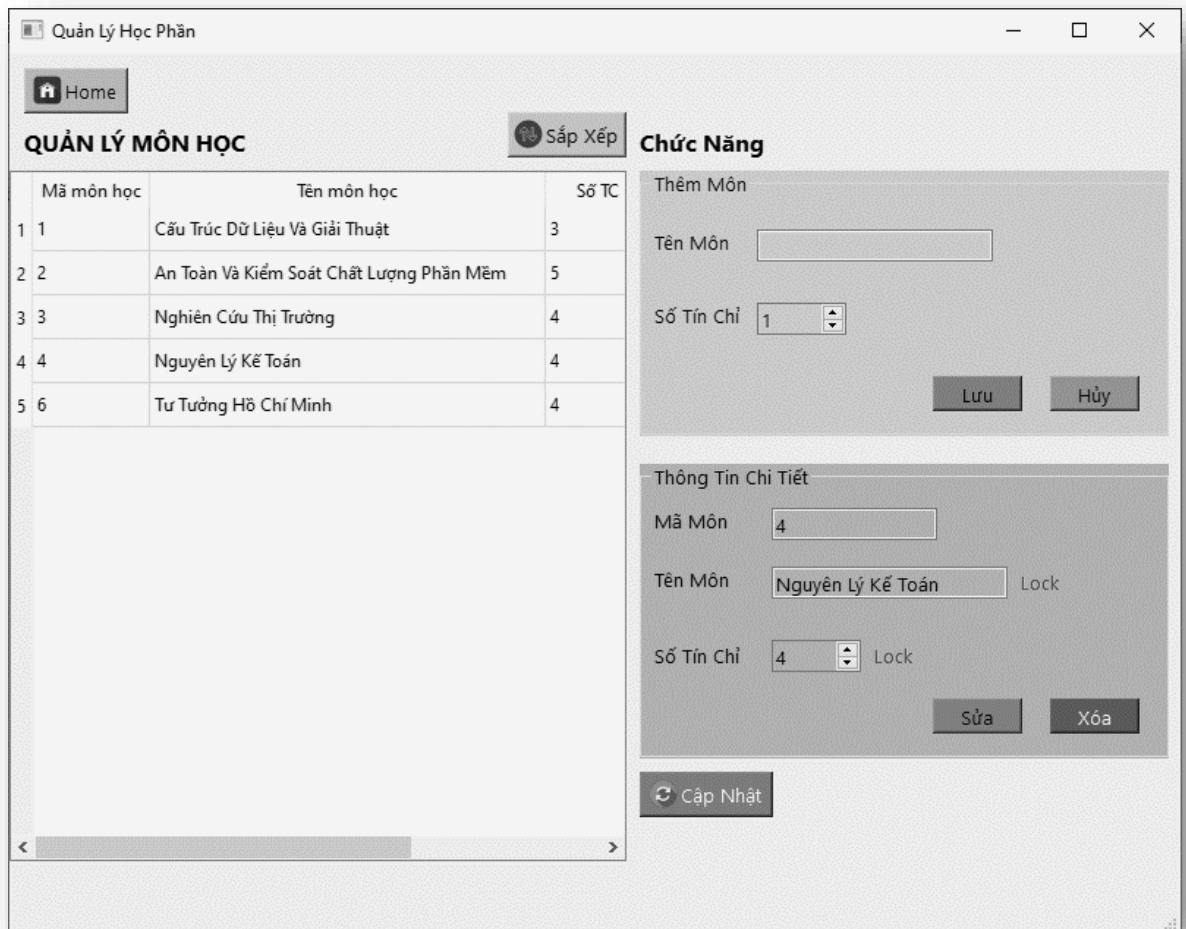 Quản Lý Học Phần
Home
QUẢN LÝ MÔN HỌC
Sắp Xếp
Mã môn học Tên môn học Số TC
1 1 Cấu Trúc Dữ Liệu Và Giải Thuật 3
2 2 An Toàn Và Kiểm Soát Chất Lượng Phần Mềm 5
3 3 Nghiên Cứu Thị Trường 4
4 4 Nguyên Lý Kế Toán 4
5 6 Tư Tưởng Hồ Chí Minh 4
Chức Năng
Thêm Môn
Tên Môn
Số Tín Chỉ 1
Lưu Hủy
Thông Tin Chi Tiết
Mã Môn 4
Tên Môn Nguyên Lý Kế Toán Lock
Số Tín Chỉ 4 Lock
Sửa Xóa
Cập Nhật